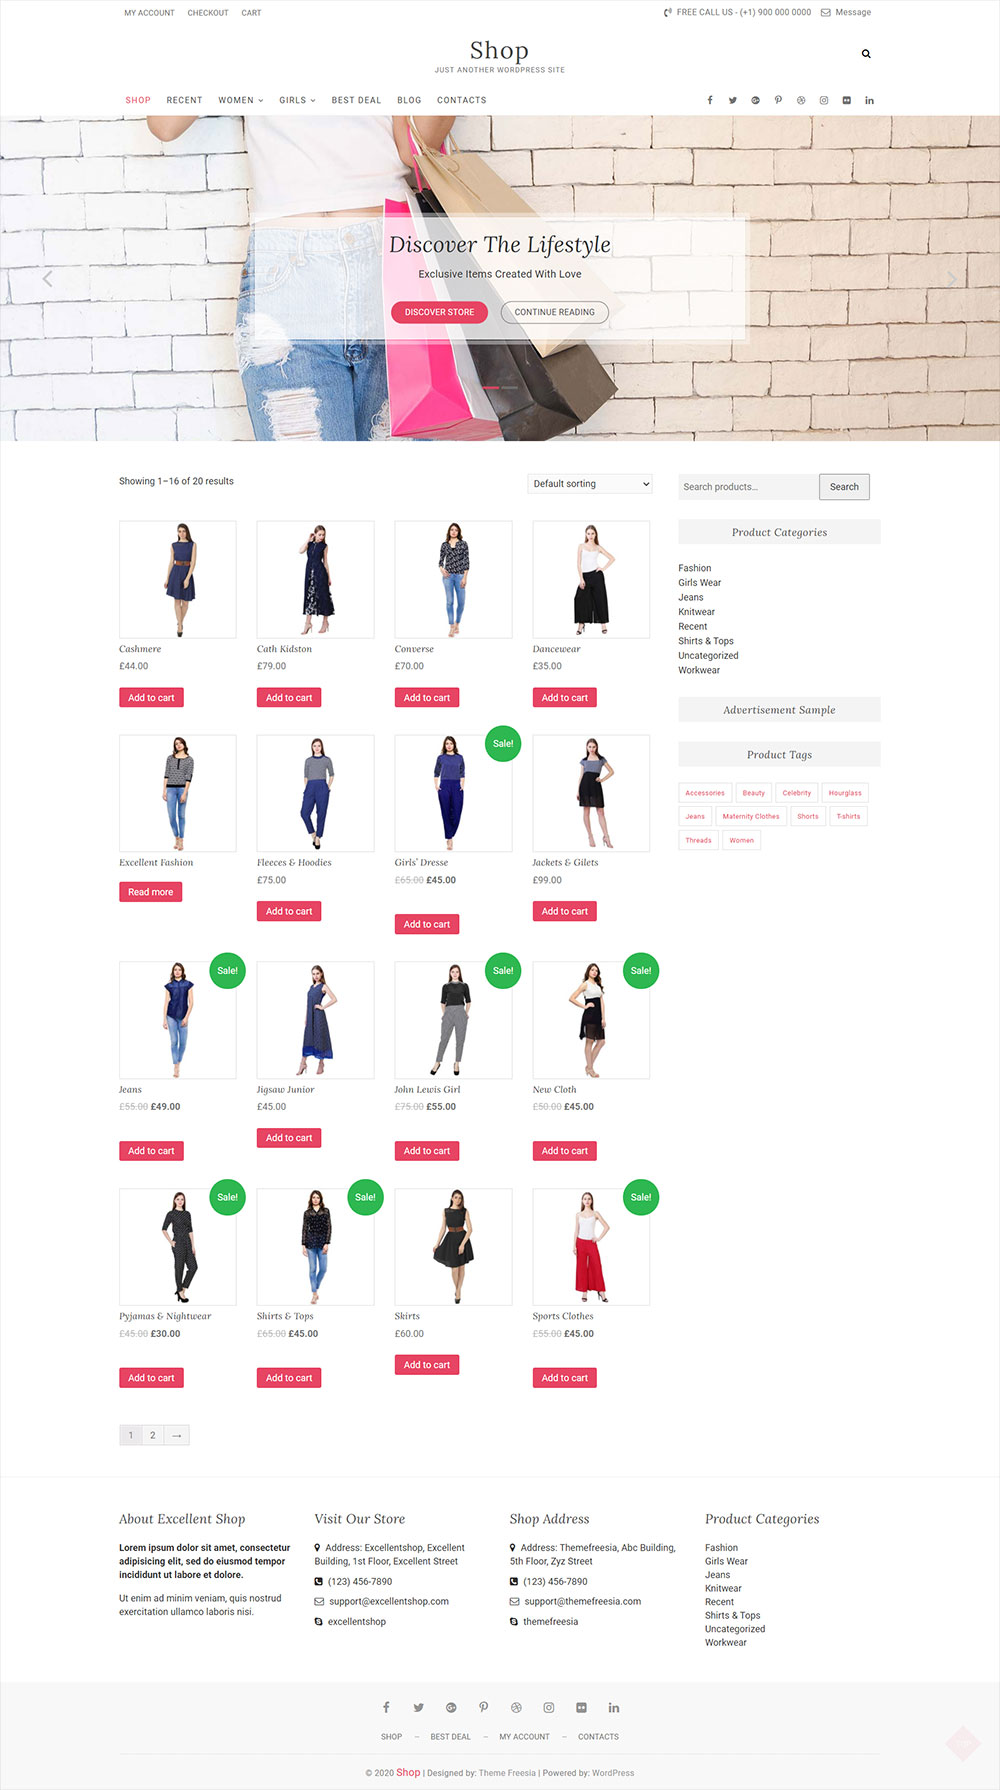 MY ACCOUNT CHECKOUT CART
FREE CALL US - (+1) 900 000 0000 Message
Shop
JUST ANOTHER WORDPRESS SITE
SHOP RECENT WOMEN GIRLS BEST DEAL BLOG CONTACTS
Discover The Lifestyle
Exclusive Items Created With Love
DISCOVER STORE CONTINUE READING
Showing 1–16 of 20 results
Default sorting
Cashmere Cath Kidston Converse Dancewear
£44.00 £79.00 £70.00 £35.00
Add to cart Add to cart Add to cart Add to cart
Sale!
Excellent Fashion Fleeces & Hoodies Girls' Dresse Jackets & Gilets
£75.00 £65.00 £45.00 £99.00
Read more Add to cart Add to cart Add to cart
Sale! Sale! Sale!
Jeans Jigsaw Junior John Lewis Girl New Cloth
£55.00 £49.00 £45.00 £75.00 £55.00 £50.00 £45.00
Add to cart Add to cart Add to cart Add to cart
Sale! Sale! Sale!
Pyjamas & Nightwear Shirts & Tops Skirts Sports Clothes
£45.00 £30.00 £65.00 £45.00 £60.00 £55.00 £45.00
Add to cart Add to cart Add to cart Add to cart
1 2 →
Search products… Search
Product Categories
Fashion
Girls Wear
Jeans
Knitwear
Recent
Shirts & Tops
Uncategorized
Workwear
Advertisement Sample
Product Tags
Accessories Beauty Celebrity Hourglass
Jeans Maternity Clothes Shorts T-shirts
Threads Women
About Excellent Shop
Lorem ipsum dolor sit amet, consectetur
adipisicing elit, sed do eiusmod tempor
incididunt ut labore et dolore.
Ut enim ad minim veniam, quis nostrud
exercitation ullamco laboris nisi.
Visit Our Store
Address: Excellentshop, Excellent
Building, 1st Floor, Excellent Street
(123) 456-7890
support@excellentshop.com
excellentshop
Shop Address
Address: Themefreesia, Abc Building,
5th Floor, Zyz Street
(123) 456-7890
support@themefreesia.com
themefreesia
Product Categories
Fashion
Girls Wear
Jeans
Knitwear
Recent
Shirts & Tops
Uncategorized
Workwear
SHOP – BEST DEAL – MY ACCOUNT – CONTACTS
© 2020 Shop | Designed by: Theme Freesia | Powered by: WordPress